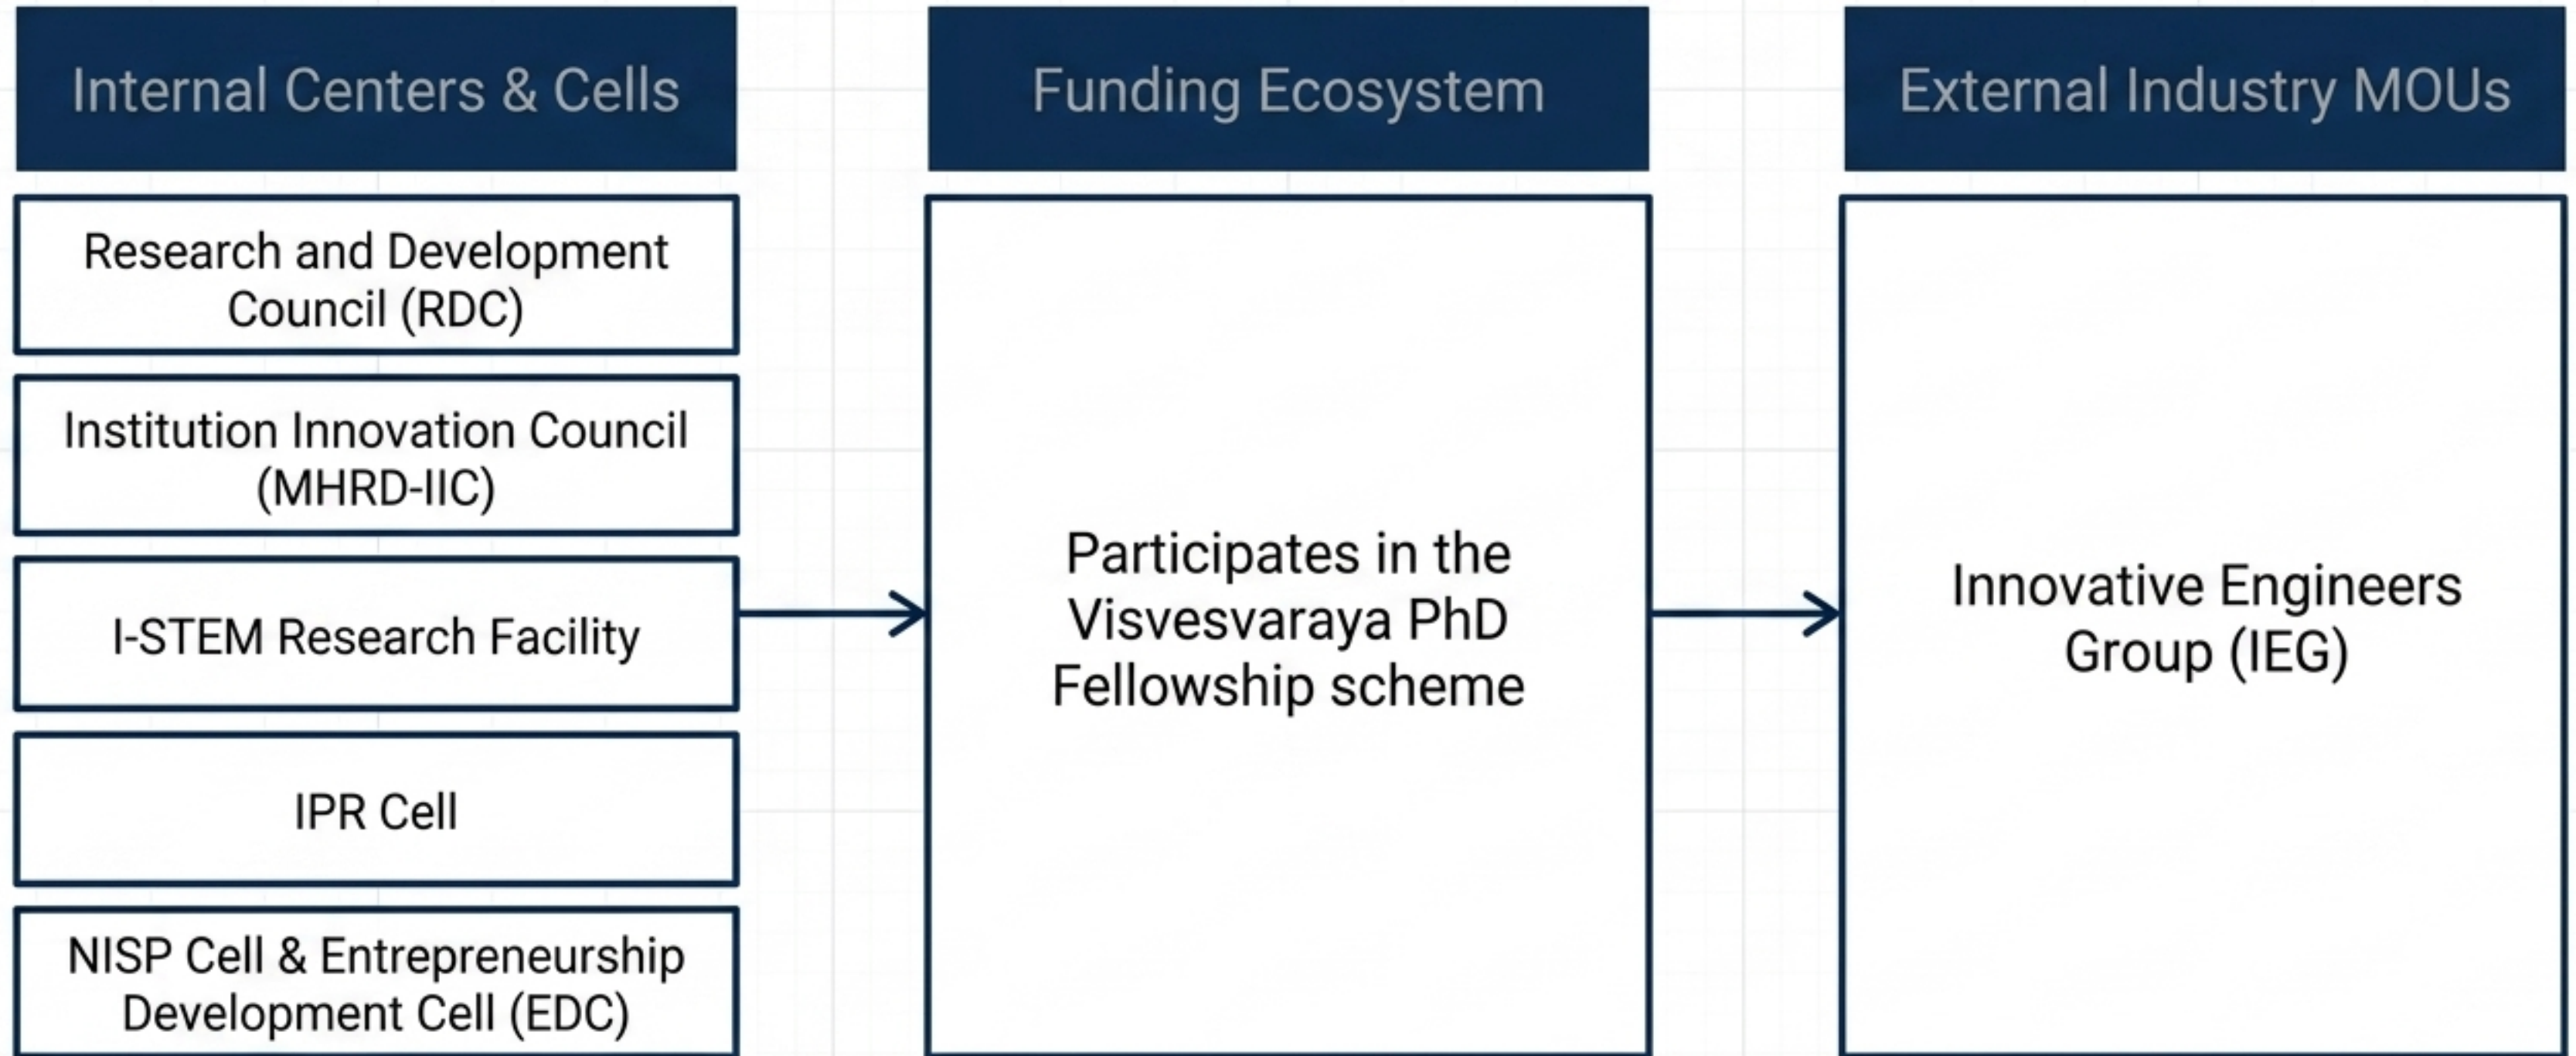 Internal Centers & Cells
Research and Development
Council (RDC)
Institution Innovation Council
(MHRD-IIC)
I-STEM Research Facility
IPR Cell
NISP Cell & Entrepreneurship
Development Cell (EDC)
Funding Ecosystem
Participates in the
Visvesvaraya PhD
Fellowship scheme
External Industry MOUs
Innovative Engineers
Group (IEG)